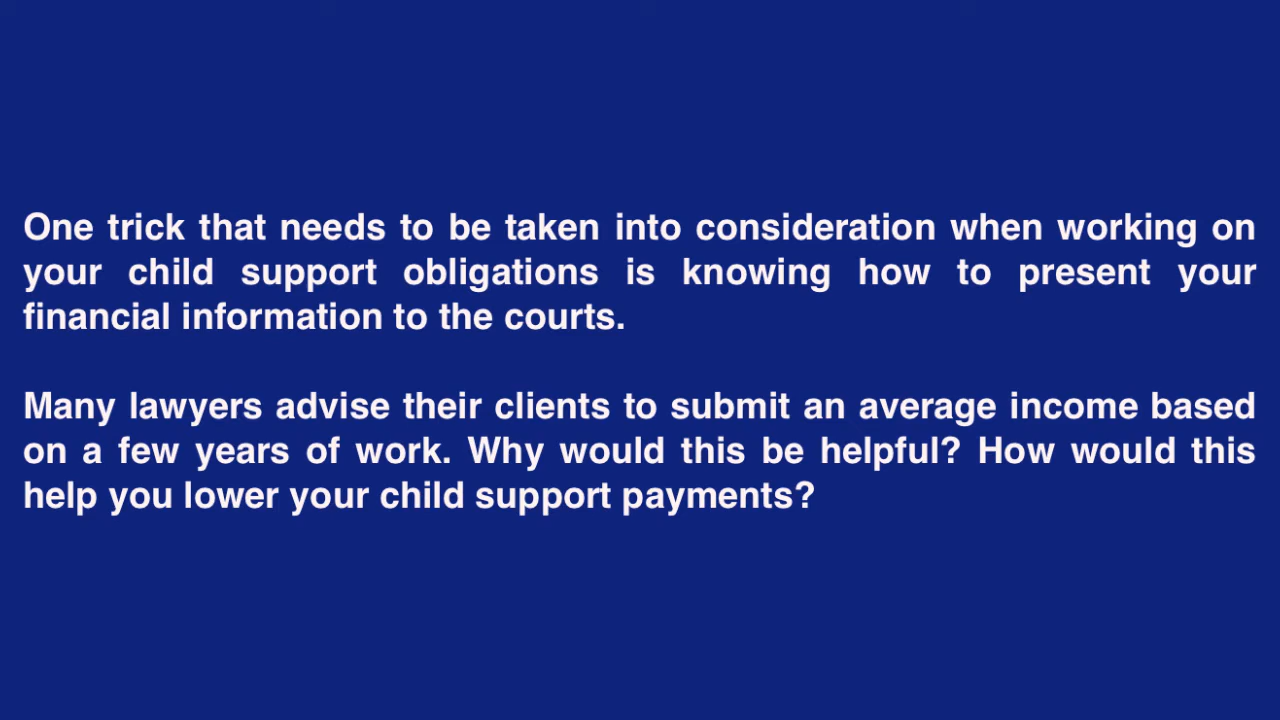 One trick that needs to be taken into consideration when working on
your child support obligations is knowing how to present your
financial information to the courts.
Many lawyers advise their clients to submit an average income based
on a few years of work. Why would this be helpful? How would this
help you lower your child support payments?